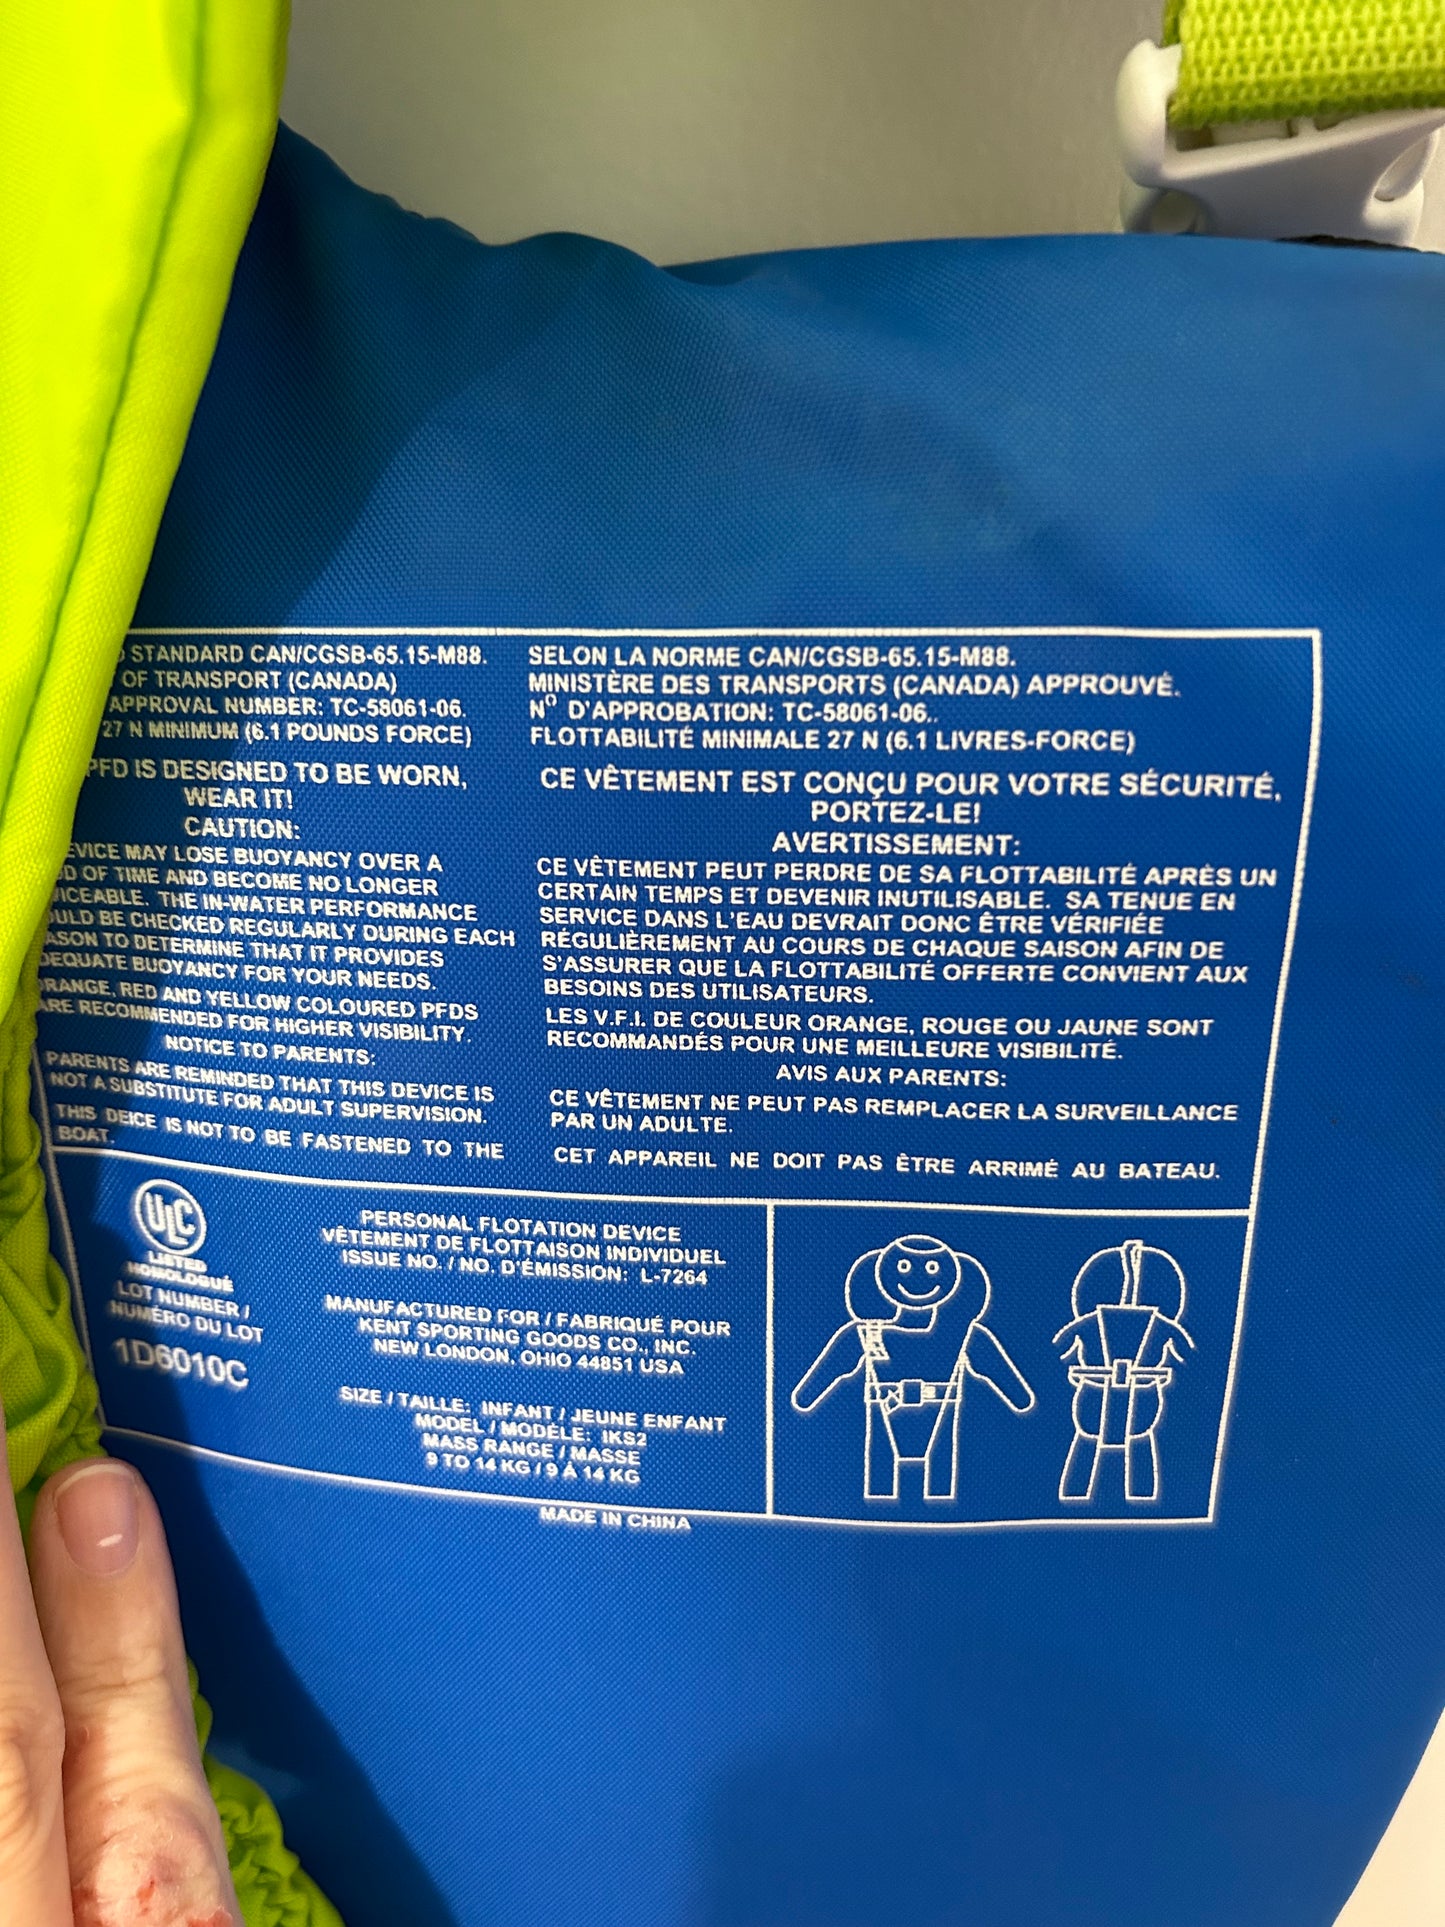 STANDARD CAN/CGSB-65.15-M88.
OF TRANSPORT (CANADA)
APPROVAL NUMBER: TC-58061-06.
27 N MINIMUM (6.1 POUNDS FORCE)
PFD IS DESIGNED TO BE WORN,
WEAR IT!
CAUTION:
EVICE MAY LOSE BUOYANCY OVER A
OD OF TIME AND BECOME NO LONGER
ICEABLE. THE IN-WATER PERFORMANCE
OULD BE CHECKED REGULARLY DURING EACH
ASON TO DETERMINE THAT IT PROVIDES
DEQUATE BUOYANCY FOR YOUR NEEDS.
ORANGE, RED AND YELLOW COLOURED PFDS
ARE RECOMMENDED FOR HIGHER VISIBILITY.
NOTICE TO PARENTS:
PARENTS ARE REMINDED THAT THIS DEVICE IS
NOT A SUBSTITUTE FOR ADULT SUPERVISION.
THIS DEICE IS NOT TO BE FASTENED TO THE
BOAT.
SELON LA NORME CAN/CGSB-65.15-M88.
MINISTÈRE DES TRANSPORTS (CANADA) APPROUVÉ.
Nº D'APPROBATION: TC-58061-06..
FLOTTABILITÉ MINIMALE 27 N (6.1 LIVRES-FORCE)
CE VÊTEMENT EST CONÇU POUR VOTRE SÉCURITÉ,
PORTEZ-LE!
AVERTISSEMENT:
CE VÊTEMENT PEUT PERDRE DE SA FLOTTABILITÉ APRÈS UN
CERTAIN TEMPS ET DEVENIR INUTILISABLE. SA TENUE EN
SERVICE DANS L'EAU DEVRAIT DONC ÊTRE VÉRIFIÉE
RÉGULIÈREMENT AU COURS DE CHAQUE SAISON AFIN DE
S'ASSURER QUE LA FLOTTABILITÉ OFFERTE CONVIENT AUX
BESOINS DES UTILISATEURS.
LES V.F.I. DE COULEUR ORANGE, ROUGE OU JAUNE SONT
RECOMMANDÉS POUR UNE MEILLEURE VISIBILITÉ.
AVIS AUX PARENTS:
CE VÊTEMENT NE PEUT PAS REMPLACER LA SURVEILLANCE
PAR UN ADULTE.
CET APPAREIL NE DOIT PAS ÊTRE ARRIMÉ AU BATEAU.
ULC
LISTED
HOMOLOGUÉ
LOT NUMBER /
NUMÉRO DU LOT
1D6010C
PERSONAL FLOTATION DEVICE
VÊTEMENT DE FLOTTAISON INDIVIDUEL
ISSUE NO. / NO. D'ÉMISSION: L-7264
MANUFACTURED FOR / FABRIQUÉ POUR
KENT SPORTING GOODS CO., INC.
NEW LONDON, OHIO 44851 USA
SIZE / TAILLE: INFANT / JEUNE ENFANT
MODEL / MODÈLE: IKS2
MASS RANGE / MASSE
9 TO 14 KG / 9 À 14 KG
MADE IN CHINA